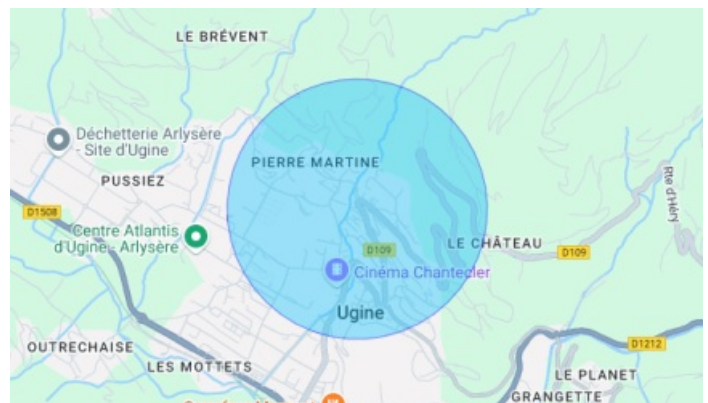 LE BRÉVENT
Déchetterie Arlysère
- Site d'Ugine
PIERRE MARTINE
PUSSIEZ
Rte d'Héry
D1508
Centre Atlantis
d'Ugine - Arlysère
D109
LE CHÂTEAU
D109
Cinéma Chantecler
Ugine
OUTRECHAISE
D1212
LES MOTTETS
LE PLANET
GRANGETTE